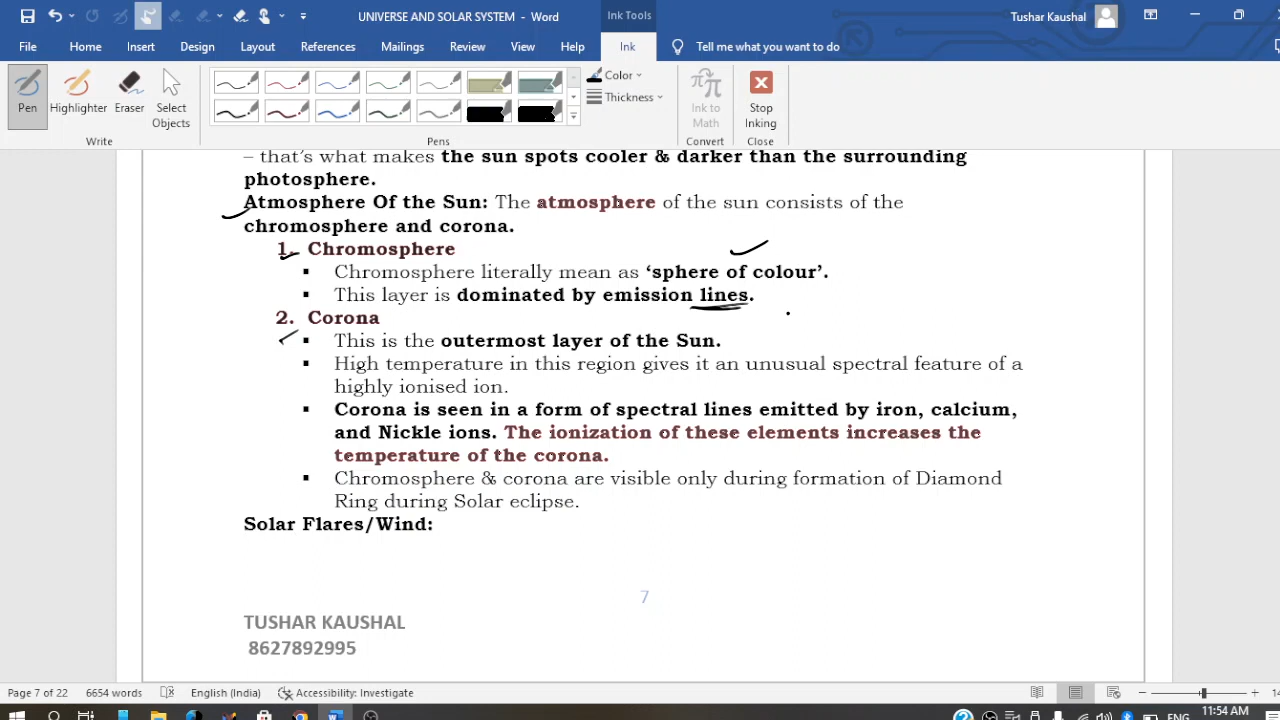 UNIVERSE AND SOLAR SYSTEM - Word
Ink Tools
Tushar Kaushal
File Home Insert Design Layout References Mailings Review View Help Ink Tell me what you want to do
Pen Highlighter Eraser Select Objects
Color
Thickness
Ink to Math
Stop Inking
Write Pens Convert Close
– that's what makes the sun spots cooler & darker than the surrounding
photosphere.
Atmosphere Of the Sun: The atmosphere of the sun consists of the
chromosphere and corona.
1. Chromosphere
▪ Chromosphere literally mean as ‘sphere of colour’.
▪ This layer is dominated by emission lines.
2. Corona
▪ This is the outermost layer of the Sun.
▪ High temperature in this region gives it an unusual spectral feature of a
highly ionised ion.
▪ Corona is seen in a form of spectral lines emitted by iron, calcium,
and Nickle ions. The ionization of these elements increases the
temperature of the corona.
▪ Chromosphere & corona are visible only during formation of Diamond
Ring during Solar eclipse.
Solar Flares/Wind:
7
TUSHAR KAUSHAL
8627892995
Page 7 of 22 6654 words English (India) Accessibility: Investigate
ENG 11:54 AM